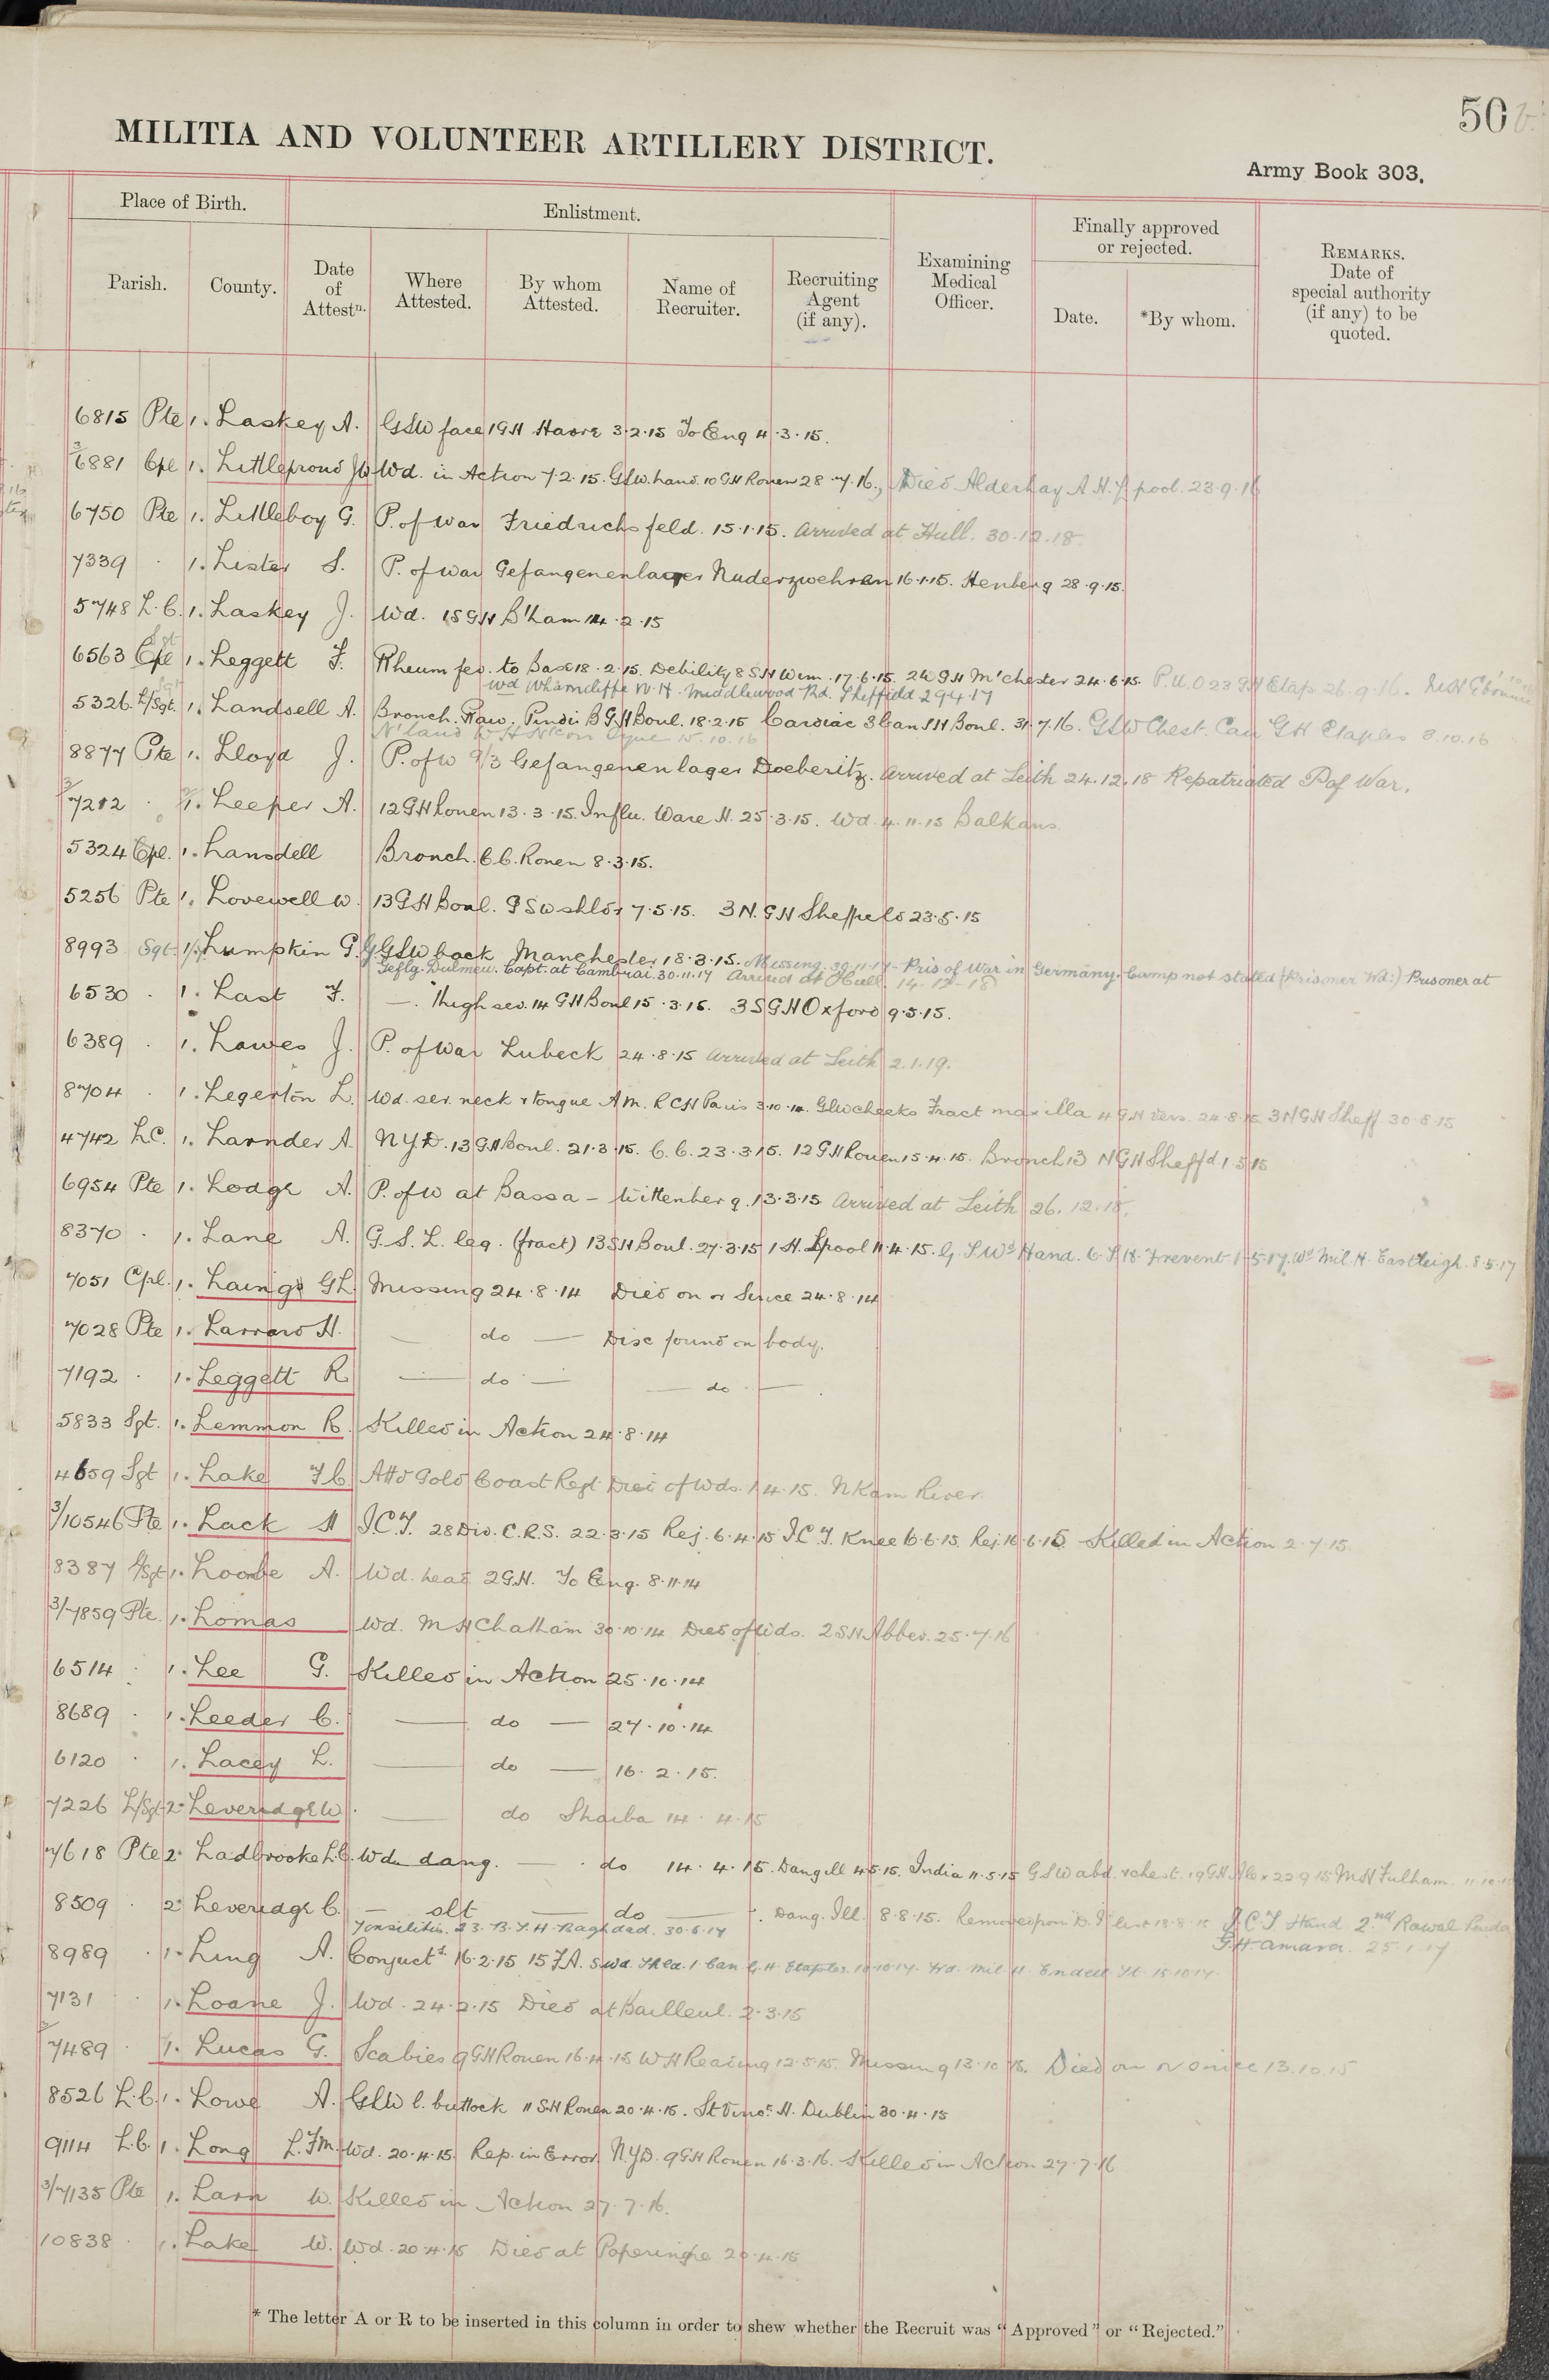 50 b.
MILITIA AND VOLUNTEER ARTILLERY DISTRICT.
Army Book 303.
Place of Birth.
Enlistment.
Finally approved or rejected.
Parish.
County.
Date of Attestn.
Where Attested.
By whom Attested.
Name of Recruiter.
Recruiting Agent (if any).
Examining Medical Officer.
Date.
*By whom.
REMARKS. Date of special authority (if any) to be quoted.
6815 Pte 1. Laskey A. GSW face 19H Havre 3.2.15 To Eng 4.3.15.
3/6881 Cpl 1. Littleproud JW Wd. in Action 7.2.15. GSW. hand. 10 GH Rouen 28.7.16., Died Alderhay A.H. L'pool. 23.9.16
6750 Pte 1. Littleboy G. P. of War Friedrichsfeld. 15.1.15. Arrived at Hull. 30.12.18.
7339 . 1. Lister S. P. of War Gefangenenlager Nuderzwehren 16.1.15. Henberg 28.9.15.
5748 L.C. 1. Laskey J. Wd. 1SGH B'ham 14.2.15
Sgt
6563 Cpl 1. Leggett F. Rheum fev. to Base 18.2.15. Debility 8 SH Wim. 17.6.15. 2W GH M'chester 24.6.15. P.U.O 23 GH Etap. 26.9.16.
Wd Wharncliffe W.H. Middlewood Rd. Sheffield 29.4.17
5326. L/Sgt. 1. Landsell A. Bronch. Raw. Pindi B GH Boul. 18.2.15 Cardiac 3 Can SH Boul. 31.7.16. GSW Chest. Can GH Etaples 8.10.16
15.10.16
8877 Pte 1. Lloyd J. P. of W 9/3 Gefangenenlager Doeberitz. Arrived at Leith 24.12.18 Repatriated P of War.
3/7212 . 1. Leeper A. 12 GH Rouen 13.3.15. Influ. Ware H. 25.3.15. Wd. 4.11.15 Balkans.
5324 Cpl. 1. Lansdell Bronch. C.C. Rouen 8.3.15.
5256 Pte 1. Lovewell W. 13 GH Boul. GSW shldr 7.5.15. 3 N. GH Sheffield 23.5.15
8993 Sgt. 1. Lumpkin G.G. GSW back Manchester 18.3.15. Missing. 30.11.17 - Pris of War in Germany. Camp not stated (Prisoner Wd:) Prisoner at
Geflg. Dulmen. Capt. at Cambrai. 30.11.17 Arrived at Hull. 14-12-18
6530 . 1. Last F. —. Thigh sev. 14 GH Boul 15.3.15. 3 SGH Oxford 9.5.15.
6389 . 1. Lawes J. P. of War Lubeck 24.8.15 Arrived at Leith 2.1.19.
8704 . 1. Legerton L. Wd. sev. neck & tongue Am. R C H Paris 3.10.14. GSW cheeks Fract maxilla 4 GH Vers. 24.8.15 3 N GH Sheff. 30.8.15
4742 LC. 1. Larnder A. N.Y.D. 13 GH Boul. 21.3.15. C.C. 23.3.15. 12 GH Rouen 15.4.15. Bronch 13 NGH Sheffd. 1.5.15
6954 Pte 1. Lodge A. P. of W at Bassa - Wittenberg. 13.3.15 Arrived at Leith 26.12.18.
8370 . 1. Lane A. G.S.L. leg. (fract) 13 SH Boul. 27.3.15 1 H. Lpool 11.4.15. G.S.Wd Hand. 6 S.H. Frevent. 1.5.17. Wd Mil. H. Eastleigh. 8.5.17
7051 Cpl. 1. Laings GL. Missing 24.8.14 Died on or since 24.8.14
7028 Pte 1. Larrard H. — do — Disc found on body.
7192 . 1. Leggett R — do — — do —
5833 Sgt. 1. Lemmon R. Killed in Action 24.8.14
4659 Sgt 1. Lake FC. Attd Gold Coast Regt. Died of Wds. 1.4.15. N Kam River.
3/10546 Pte 1. Lack H I.C.T. 28 Div. C.R.S. 22.3.15 Rej. 6.4.15 I.C.T. Knee 6.6.15. Rej. 16.6.15. Killed in Action 2.7.15.
8387 L/Sgt 1. Loombe A. Wd. head 2 G.H. To Eng. 8.11.14
3/7859 Pte. 1. Lomas Wd. M H Chatham 30.10.14 Died of Wds. 2 SH Abbev. 25.7.16
6514 . 1. Lee G. Killed in Action 25.10.14
8689 . 1. Leeder C. — do — 27.10.14
6120 . 1. Lacey L. — do — 16.2.15.
7226 L/Sgt. 2. Leveridge W. — do Shaiba 14.4.15
7618 Pte 2. Ladbrooke L.C. Wdn dang. — . do 14.4.15. Dang ill 4.5.15. India 11.5.15 GSW abd. & chest. 19 GH Alex 22.9.15 MH Fulham. 11.10.15
8509 . 2. Leveridge C. — slt — do — . Dang. Ill. 8.8.15. Removed from D.I. list 18.8.15 I.C.T Hand 2nd Rawal Pindi
Tonsilitis. 23. B.S.H. Baghdad. 30.6.17 G.H. Amara. 25.1.17
8989 . 1. Ling A. Conjuct. 16.2.15 15 F.A. S.Wd. Thed. 1 Can G.H. Etaples. 10.10.17. Wd. Mil. H. Endell St. 15.10.17.
7131 . 1. Loane J. Wd. 24.2.15 Died at Bailleul. 2.3.15
3/7489 . 1. Lucas G. Scabies 9 GH Rouen 16.4.15 WH Reading 12.5.15. Missing 13.10.15. Died on or since 13.10.15
8526 L.C. 1. Lowe A. GSW l. buttock 11 SH Rouen 20.4.15. St Vincs. H. Dublin 30.4.15
9114 L.C. 1. Long L.F.M. Wd. 20.4.15. Rep. in Error. N.Y.D. 9 GH Rouen 16.3.16. Killed in Action 27.7.16
3/7135 Pte 1. Larn W. Killed in Action 27.7.16.
10838 . 1. Lake W. Wd. 20.4.15 Died at Poperinghe 20.4.15
* The letter A or R to be inserted in this column in order to shew whether the Recruit was "Approved" or "Rejected."